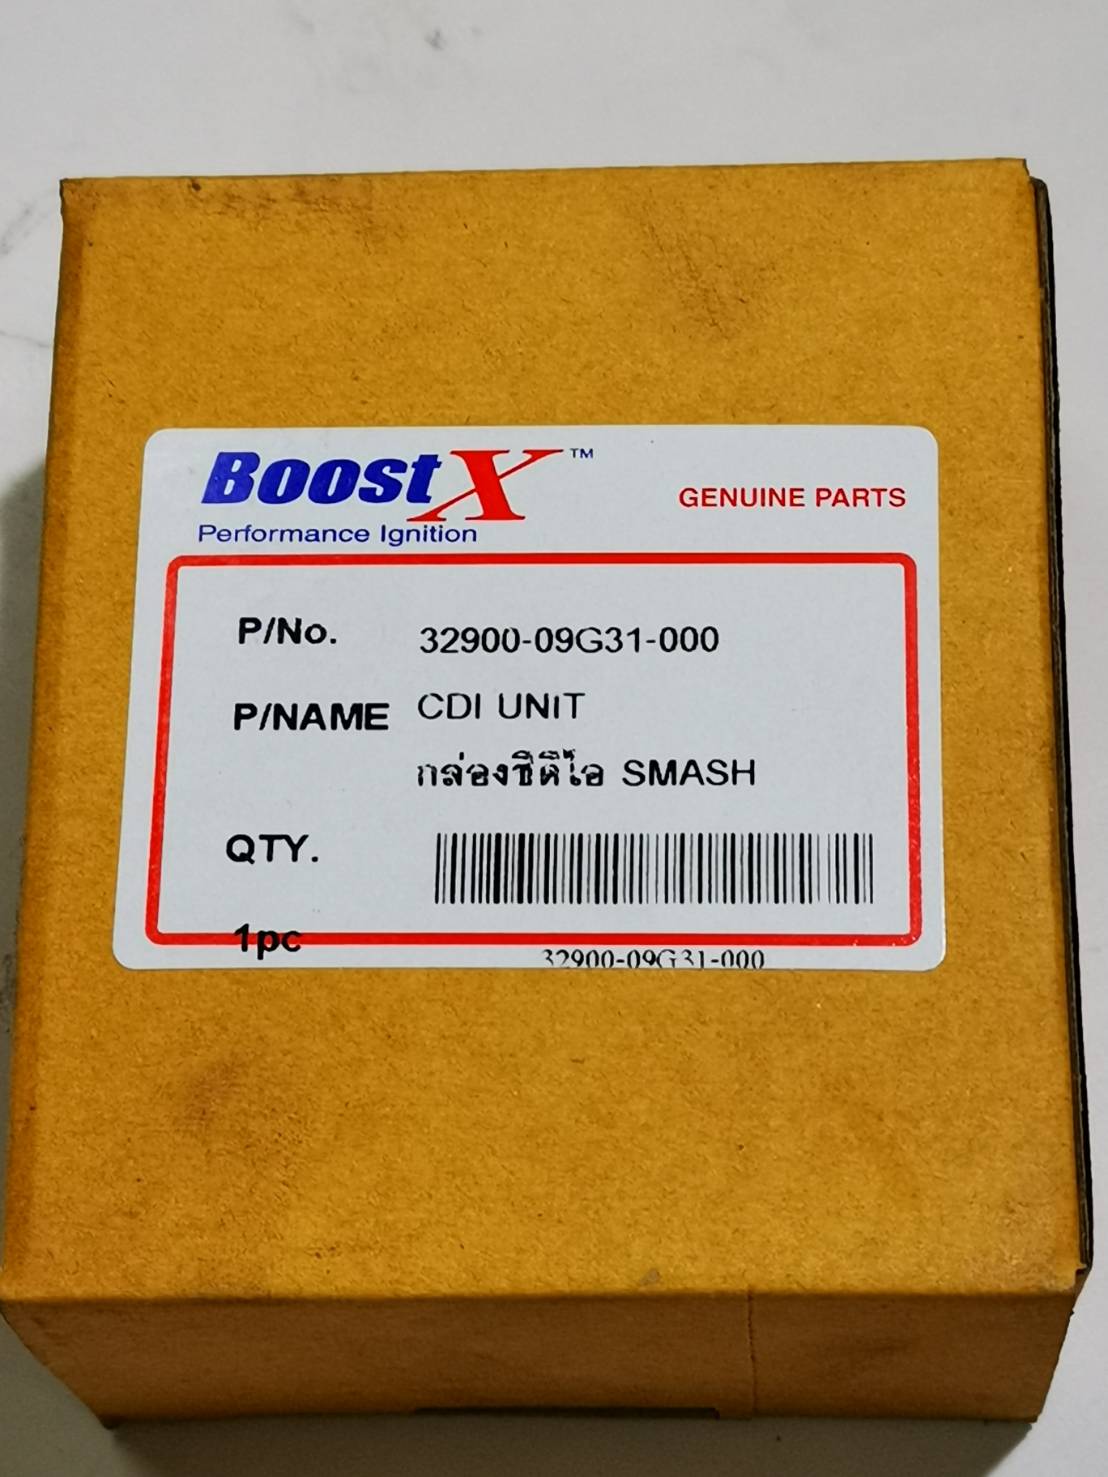 BoostX™
Performance Ignition
GENUINE PARTS
P/No. 32900-09G31-000
P/NAME CDI UNIT
กล่องซีดีไอ SMASH
QTY.
1pc
32900-09G31-000